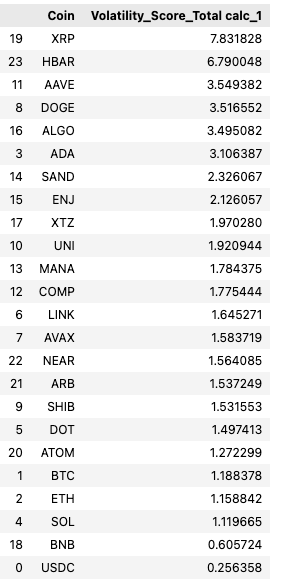 Coin Volatility_Score_Total calc_1
19 XRP 7.831828
23 HBAR 6.790048
11 AAVE 3.549382
8 DOGE 3.516552
16 ALGO 3.495082
3 ADA 3.106387
14 SAND 2.326067
15 ENJ 2.126057
17 XTZ 1.970280
10 UNI 1.920944
13 MANA 1.784375
12 COMP 1.775444
6 LINK 1.645271
7 AVAX 1.583719
22 NEAR 1.564085
21 ARB 1.537249
9 SHIB 1.531553
5 DOT 1.497413
20 ATOM 1.272299
1 BTC 1.188378
2 ETH 1.158842
4 SOL 1.119665
18 BNB 0.605724
0 USDC 0.256358